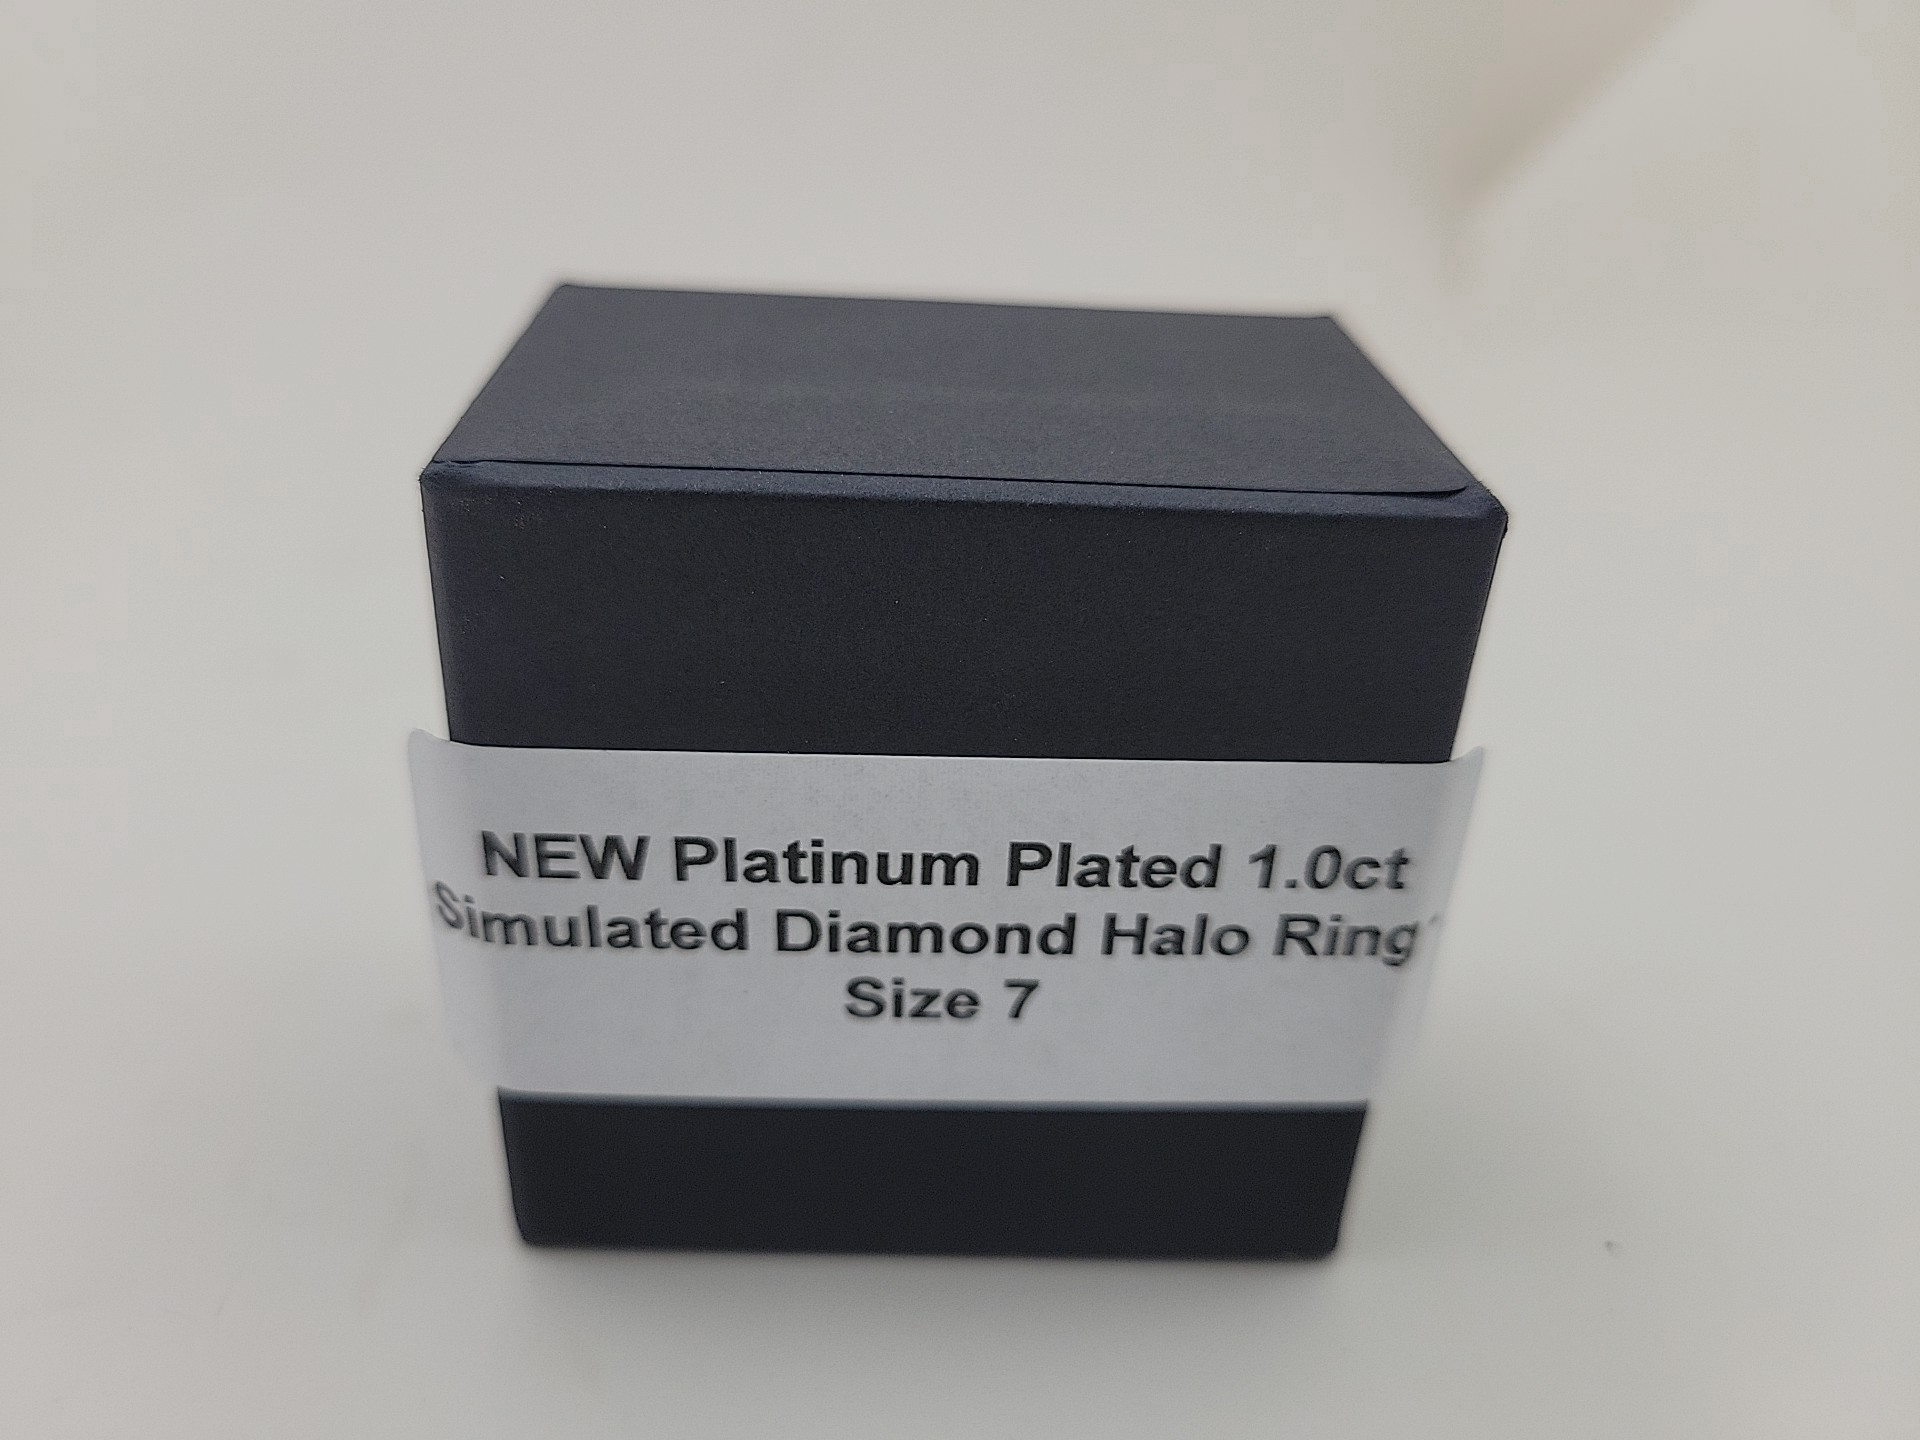 NEW Platinum Plated 1.0ct
Simulated Diamond Halo Ring
Size 7